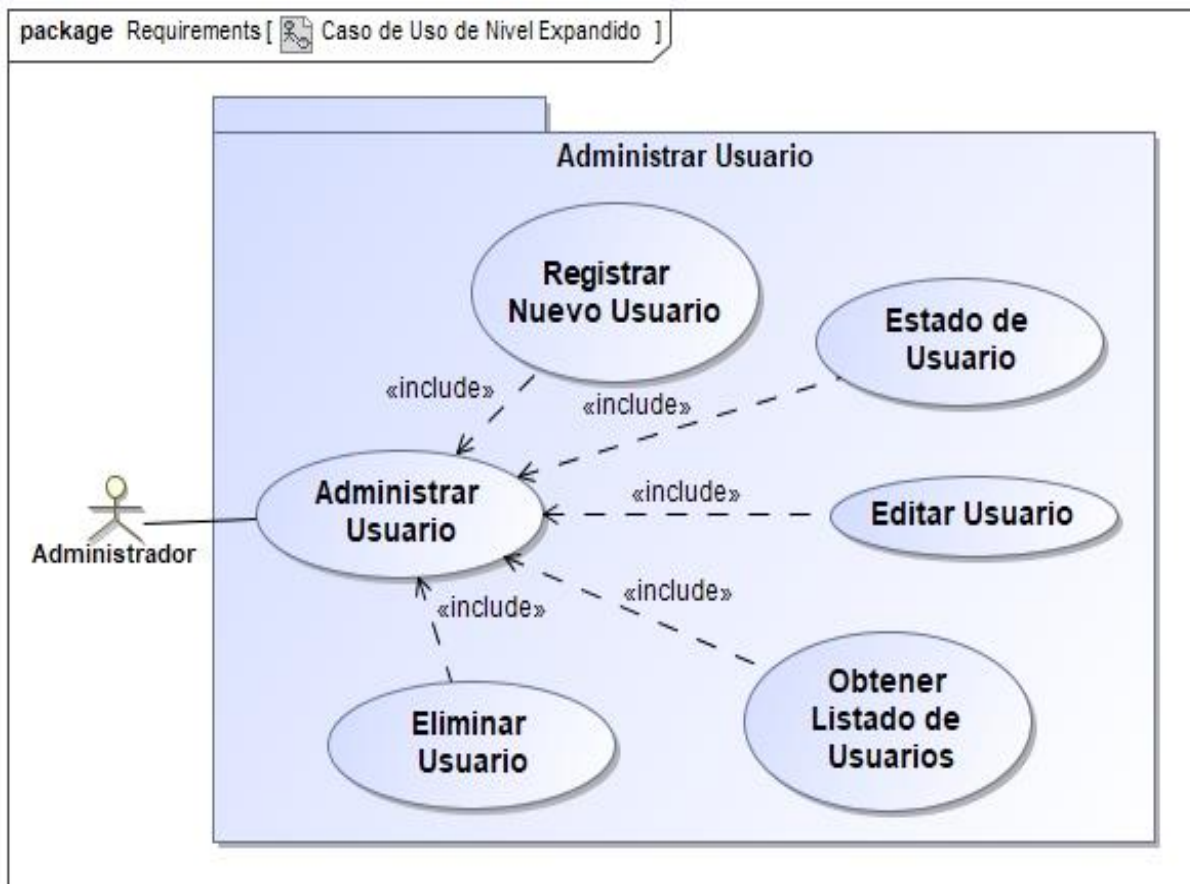 package Requirements [ Caso de Uso de Nivel Expandido ]
Administrar Usuario
Registrar
Nuevo Usuario
Estado de
Usuario
«include»
«include»
Administrar
Usuario
«include»
Editar Usuario
Administrador
«include»
«include»
Eliminar
Usuario
Obtener
Listado de
Usuarios